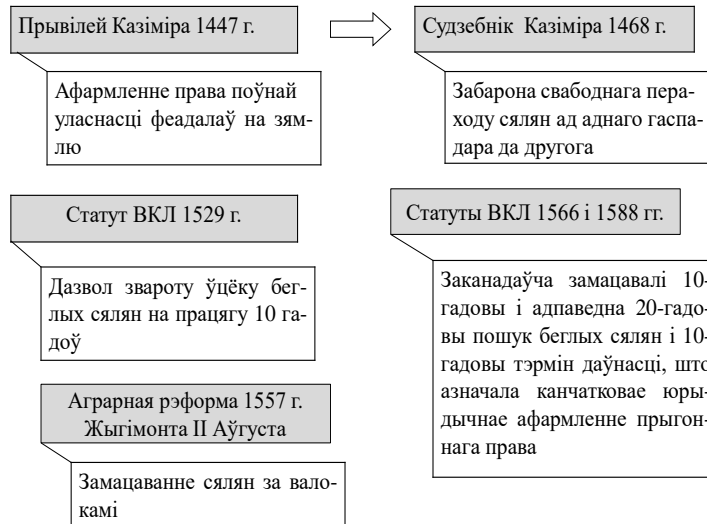 Прывілей Казіміра 1447 г.
Афармленне права поўнай
уласнасці феадалаў на зям-
лю
Судзебнік Казіміра 1468 г.
Забарона свабоднага пера-
ходу сялян ад аднаго гаспа-
дара да другога
Статут ВКЛ 1529 г.
Дазвол звароту ўцёку бег-
лых сялян на працягу 10 га-
доў
Статуты ВКЛ 1566 і 1588 гг.
Заканадаўча замацавалі 10-
гадовы і адпаведна 20-гадо-
вы пошук беглых сялян і 10-
гадовы тэрмін даўнасці, што
азначала канчатковае юры-
дычнае афармленне прыгон-
нага права
Аграрная рэформа 1557 г.
Жыгімонта ІІ Аўгуста
Замацаванне сялян за вало-
камі